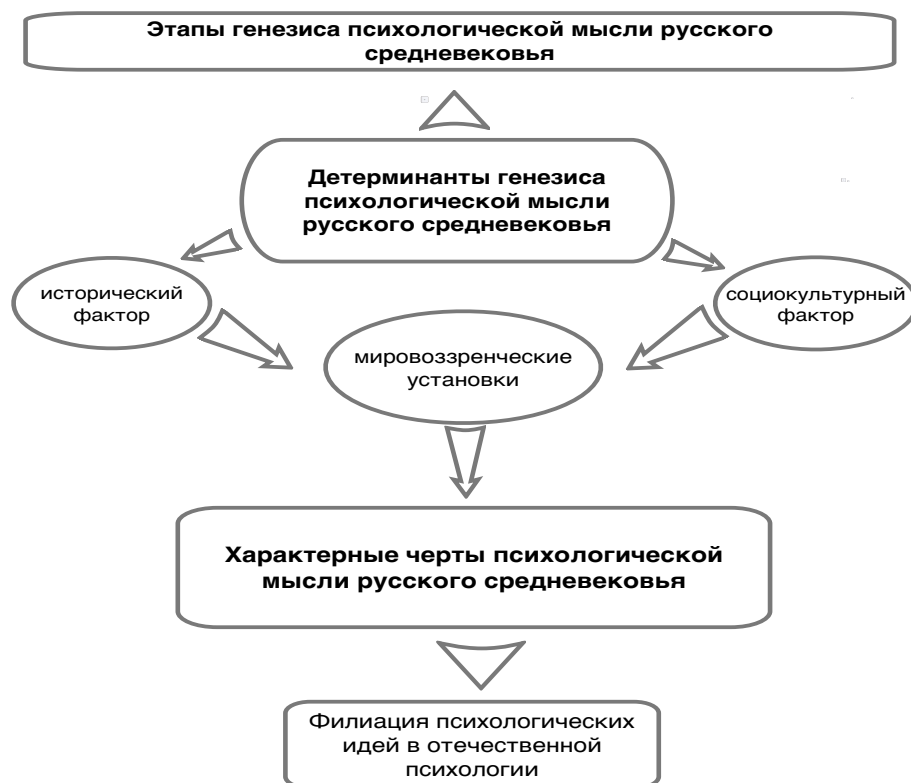 Этапы генезиса психологической мысли русского
средневековья
Детерминанты генезиса
психологической мысли
русского средневековья
исторический
фактор
социокультурный
фактор
мировоззренческие
установки
Характерные черты психологической
мысли русского средневековья
Филиация психологических
идей в отечественной
психологии